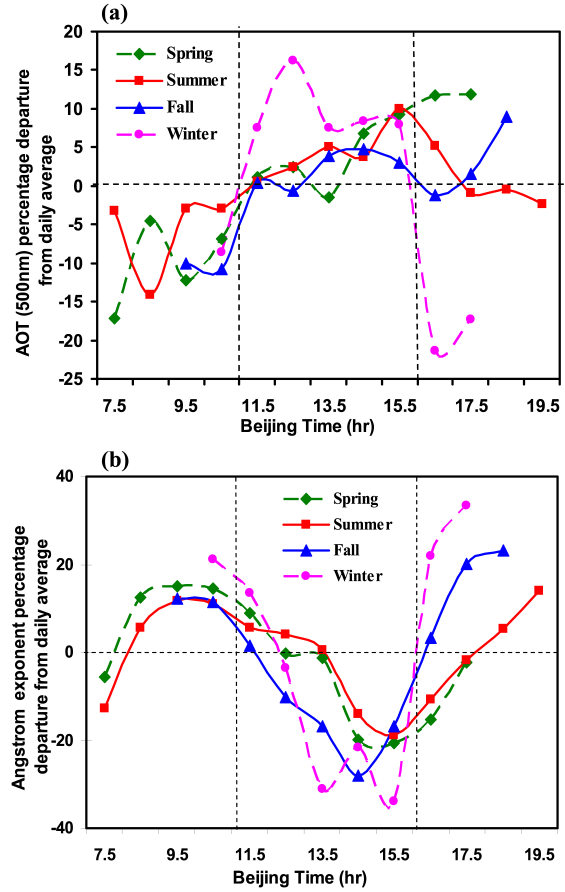 (a)
AOT (500nm) percentage departure
from daily average
20
15
10
5
0
-5
-10
-15
-20
-25
Spring
Summer
Fall
Winter
7.5 9.5 11.5 13.5 15.5 17.5 19.5
Beijing Time (hr)
(b)
Angstrom exponent percentage
departure from daily average
40
20
0
-20
-40
Spring
Summer
Fall
Winter
7.5 9.5 11.5 13.5 15.5 17.5 19.5
Beijing Time (hr)